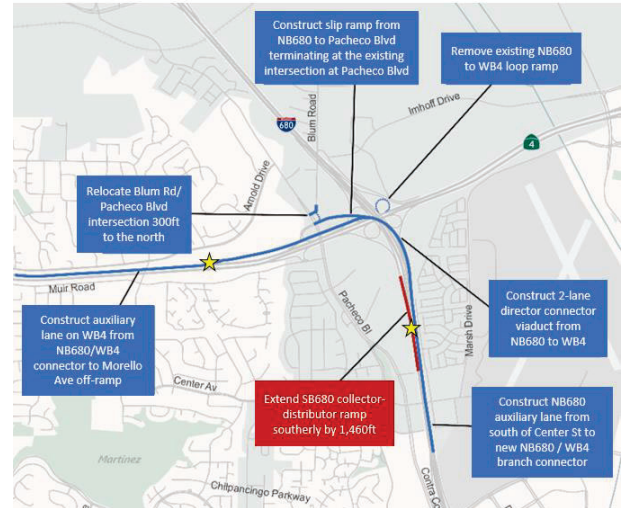 Construct slip ramp from
NB680 to Pacheco Blvd
terminating at the existing
intersection at Pacheco Blvd
Remove existing NB680
to WB4 loop ramp
Imhoff Drive
Blum Road
680
4
Arnold Drive
Relocate Blum Rd/
Pacheco Blvd
intersection 300ft
to the north
Muir Road
Construct auxiliary
lane on WB4 from
NB680/WB4
connector to Morello
Ave off-ramp
Pacheco Bl
Marsh Drive
Construct 2-lane
director connector
viaduct from
NB680 to WB4
Center Av
Extend SB680 collector-
distributor ramp
southerly by 1,460ft
Construct NB680
auxiliary lane from
south of Center St to
new NB680 / WB4
branch connector
Martinez
Chilpancingo Parkway
Contra Co